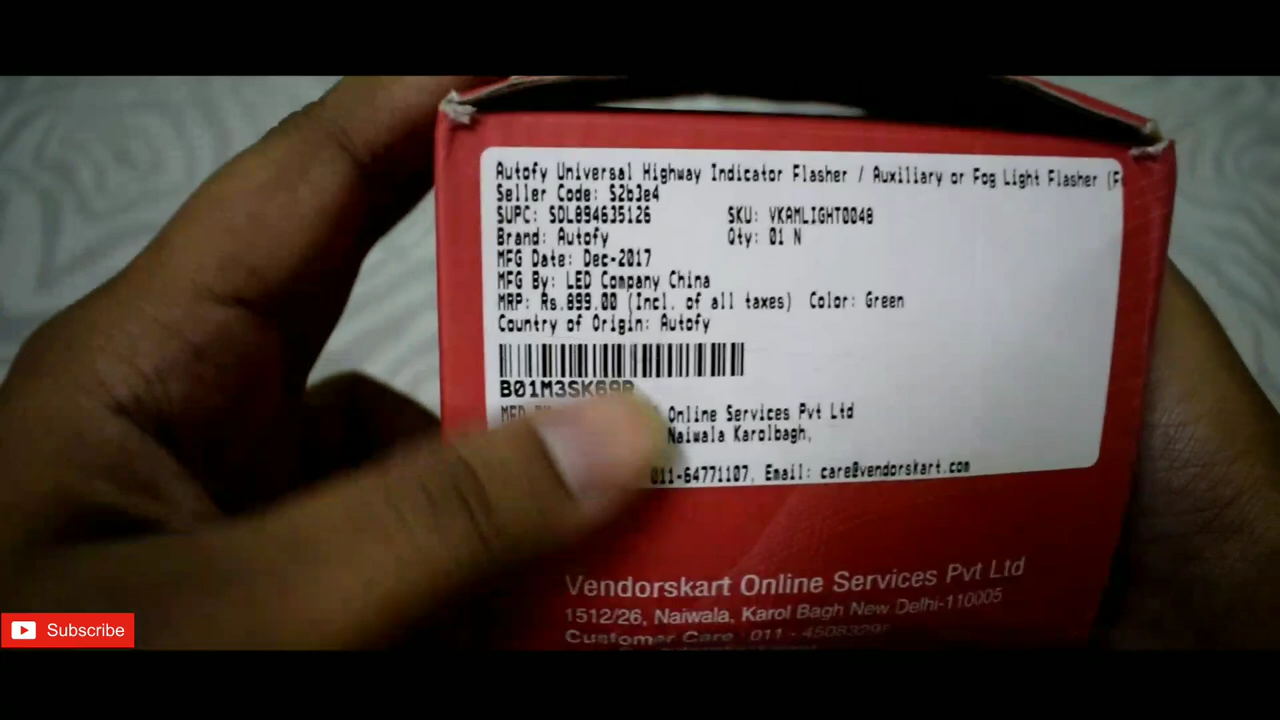 Autofy Universal Highway Indicator Flasher / Auxiliary or Fog Light Flasher
Seller Code: S2b3e4
SUPC: SDL894635126 SKU: VKAMLIGHT0048
Brand: Autofy Qty: 01 N
MFG Date: Dec-2017
MFG By: LED Company China
MRP: Rs.899.00 (Incl. of all taxes) Color: Green
Country of Origin: Autofy
Online Services Pvt Ltd
Naiwala Karolbagh,
011-64771107, Email: care@vendorskart.com
Vendorskart Online Services Pvt Ltd
1512/26, Naiwala, Karol Bagh New Delhi-110005
Customer Care 011 -
Subscribe